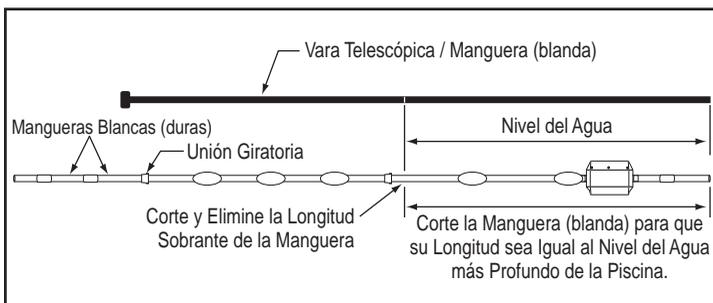 Vara Telescópica / Manguera (blanda)
Mangueras Blancas (duras)
Nivel del Agua
Unión Giratoria
Corte y Elimine la Longitud
Sobrante de la Manguera
Corte la Manguera (blanda) para que
su Longitud sea Igual al Nivel del Agua
más Profundo de la Piscina.